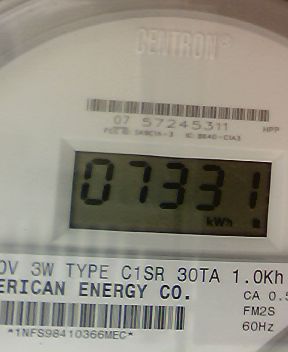 CENTRON®
07 57245311
HPP
07331
kWh
0V 3W TYPE C1SR 30TA 1.0Kh
ERICAN ENERGY CO.
CA 0.5
FM2S
*1NFS98410366MEC*
60Hz